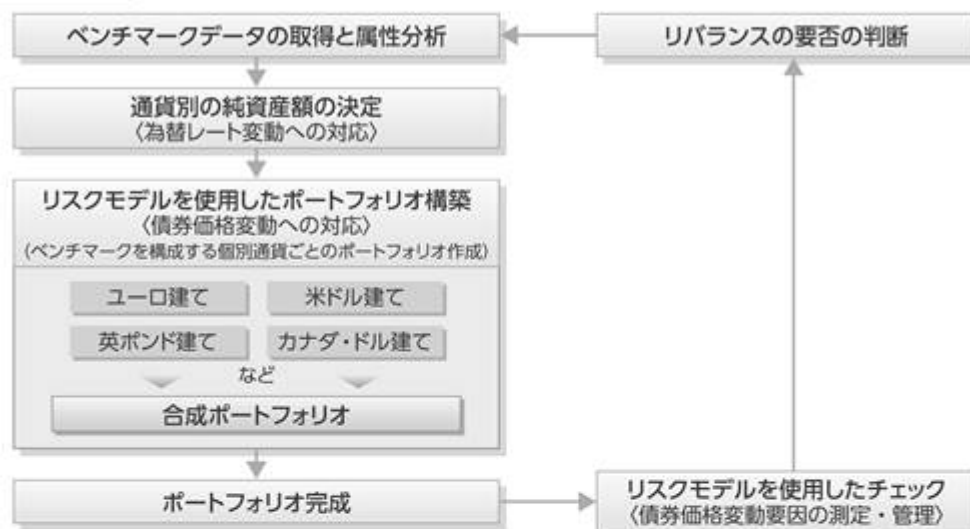 ベンチマークデータの取得と属性分析
リバランスの要否の判断
通貨別の純資産額の決定
〈為替レート変動への対応〉
リスクモデルを使用したポートフォリオ構築
〈債券価格変動への対応〉
(ベンチマークを構成する個別通貨ごとのポートフォリオ作成)
ユーロ建て
米ドル建て
英ポンド建て
カナダ・ドル建て
など
合成ポートフォリオ
ポートフォリオ完成
リスクモデルを使用したチェック
〈債券価格変動要因の測定・管理〉